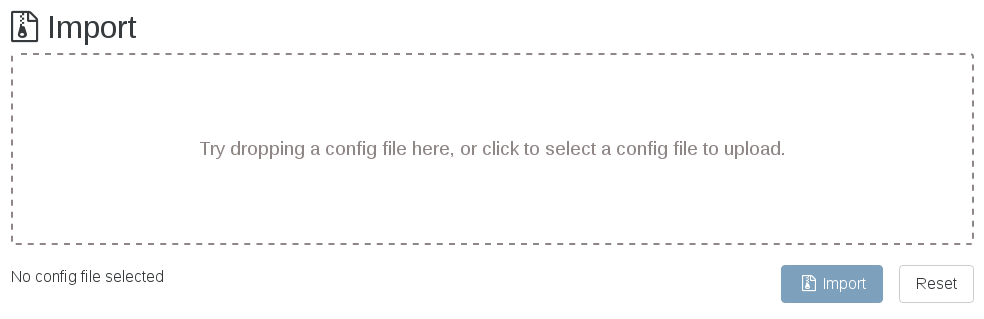 Import
Try dropping a config file here, or click to select a config file to upload.
No config file selected
Import
Reset